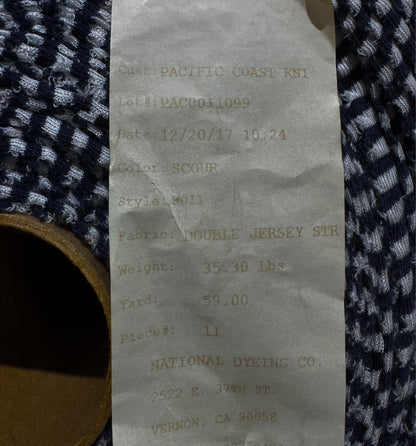 Cust: PACIFIC COAST KNI
Lot#: PAC0011099
Date: 12/20/17 10:24
Color: SCOUR
Style: K011
Fabric: DOUBLE JERSEY STR
Weight: 35.30 Lbs
Yard: 59.00
Piece#: 11
NATIONAL DYEING CO.
2522 E. 37TH ST.
VERNON, CA 90058